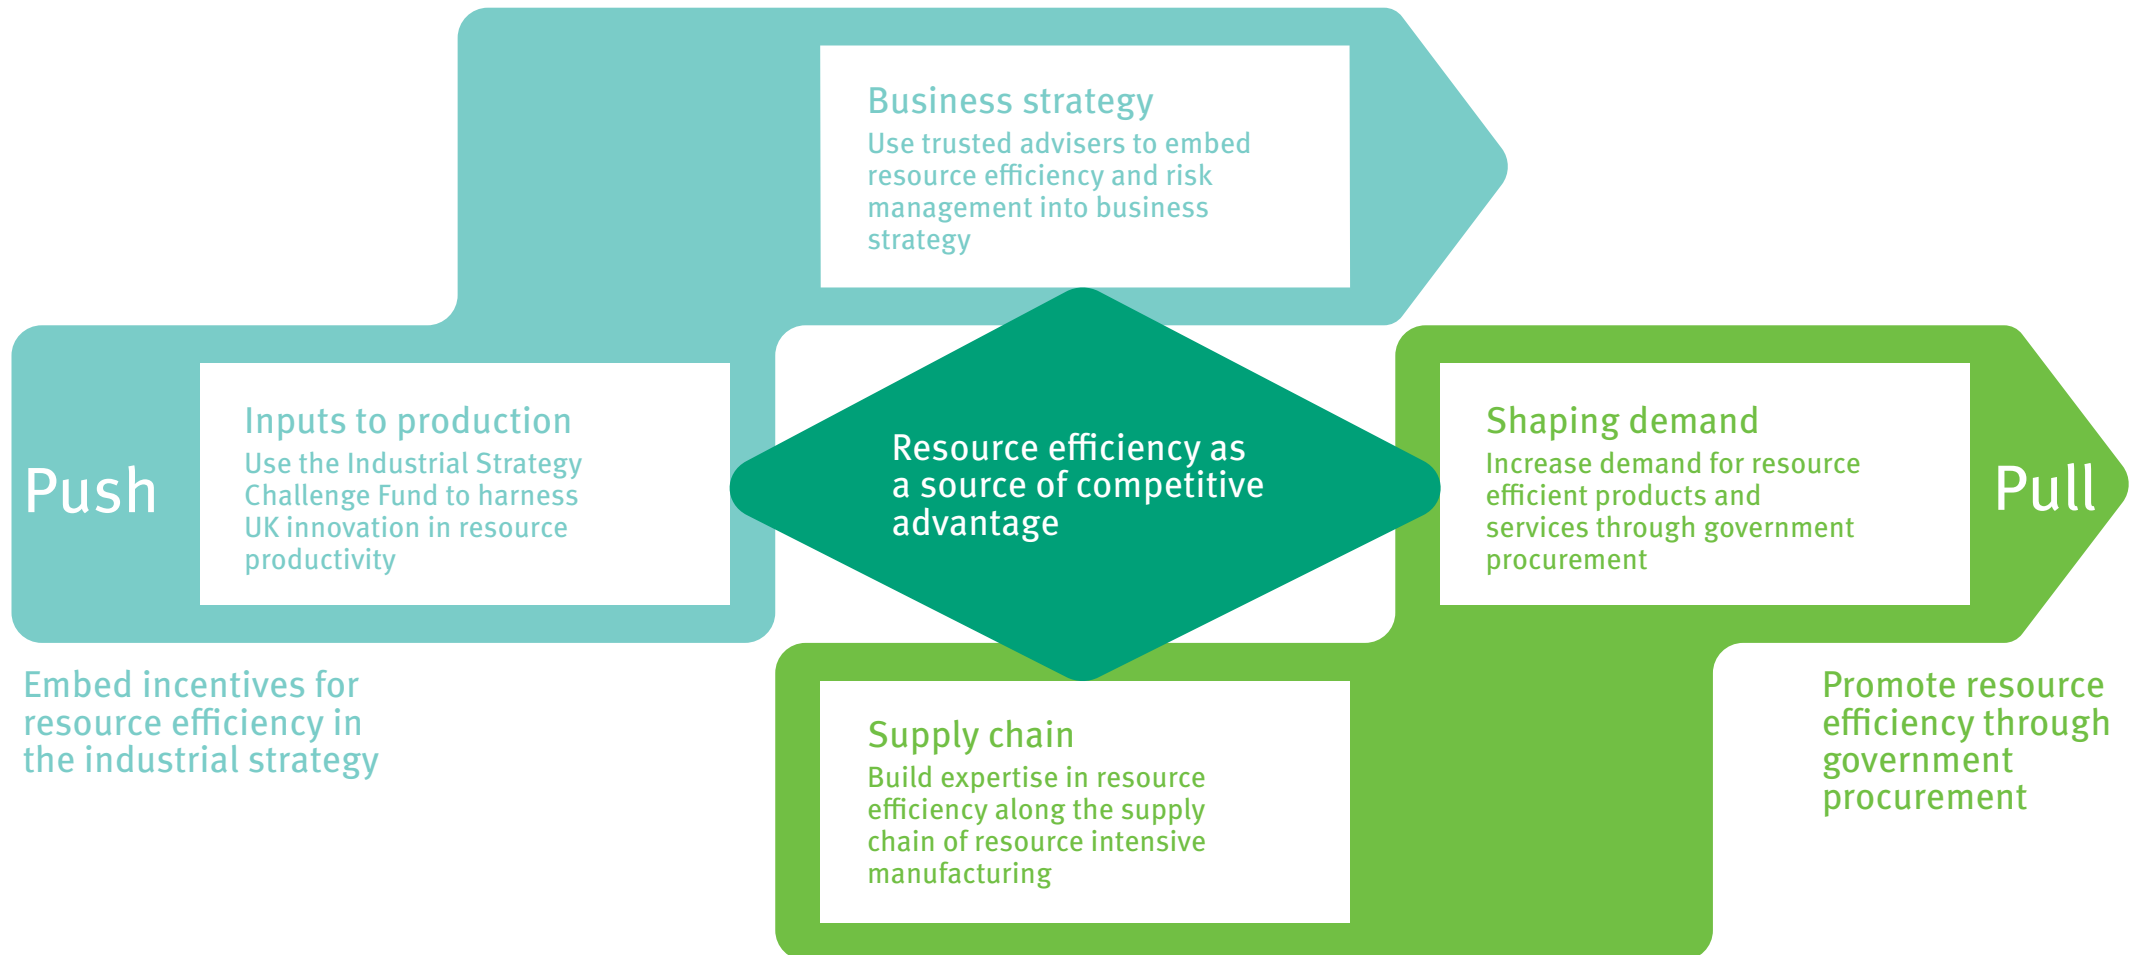 Business strategy
Use trusted advisers to embed
resource efficiency and risk
management into business
strategy
Push
Inputs to production
Use the Industrial Strategy
Challenge Fund to harness
UK innovation in resource
productivity
Resource efficiency as
a source of competitive
advantage
Shaping demand
Increase demand for resource
efficient products and
services through government
procurement
Pull
Embed incentives for
resource efficiency in
the industrial strategy
Supply chain
Build expertise in resource
efficiency along the supply
chain of resource intensive
manufacturing
Promote resource
efficiency through
government
procurement